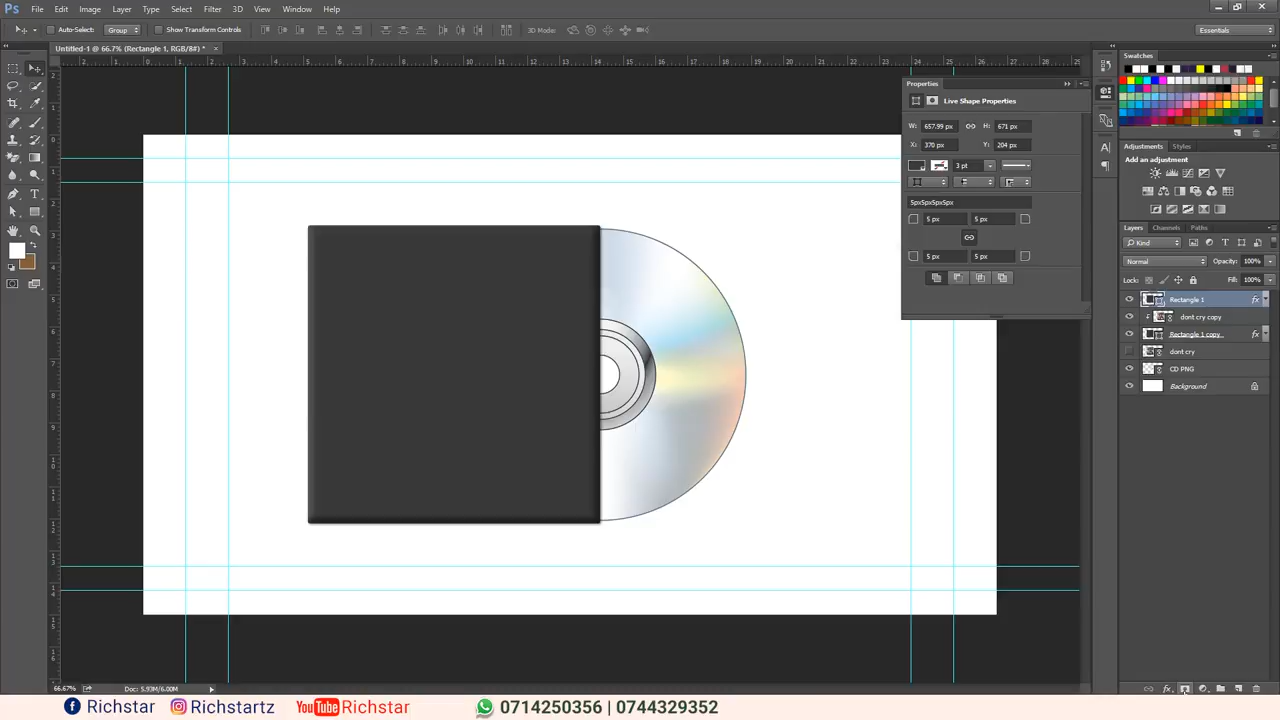 Ps File Edit Image Layer Type Select Filter 3D View Window Help
Auto-Select: Group Show Transform Controls 3D Mode: Essentials
Untitled-1 @ 66.7% (Rectangle 1, RGB/8#) * ×
Swatches
Properties
Live Shape Properties
W: 657.99 px H: 671 px
X: 370 px Y: 204 px
3 pt
5px5px5px5px
5 px 5 px
5 px 5 px
Adjustments Styles
Add an adjustment
Layers Channels Paths
Kind
Normal Opacity: 100%
Lock: Fill: 100%
Rectangle 1 fx
dont cry copy
Rectangle 1 copy fx
dont cry
CD PNG
Background
66.67% Doc: 5.93M/6.00M
Richstar Richstartz YouTube Richstar 0714250356 | 0744329352